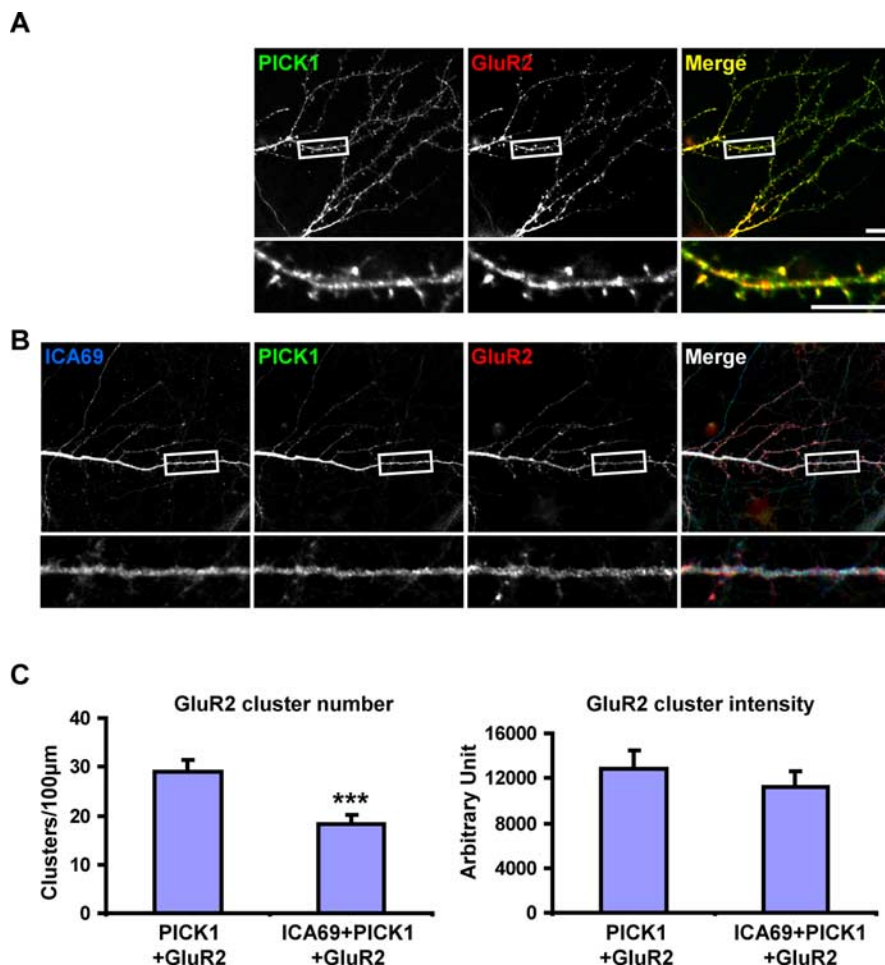 A
PICK1
GluR2
Merge
B
ICA69
PICK1
GluR2
Merge
C
GluR2 cluster number
Clusters/100µm
40
30
20
10
0
***
PICK1
+GluR2
ICA69+PICK1
+GluR2
GluR2 cluster intensity
Arbitrary Unit
16000
12000
8000
4000
0
PICK1
+GluR2
ICA69+PICK1
+GluR2